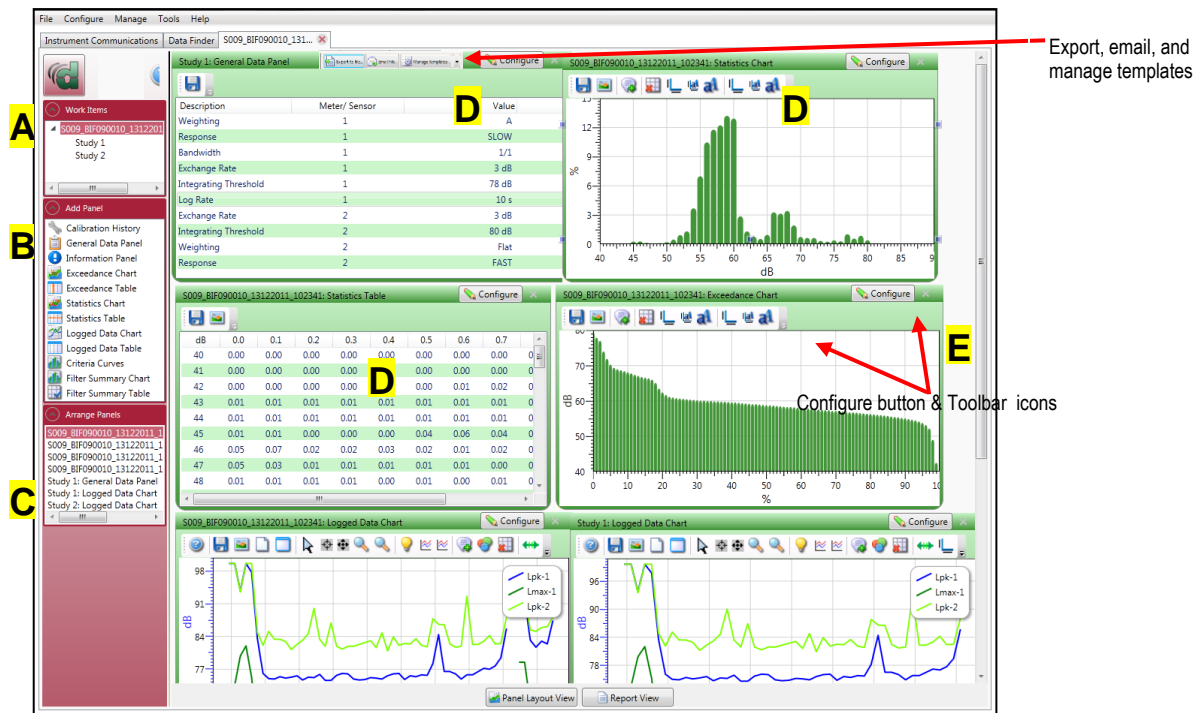 File Configure Manage Tools Help
Instrument Communications Data Finder S009_BIF090010_131...
Export, email, and
manage templates
Study 1: General Data Panel Manage templates Configure
Description Meter/ Sensor Value
Weighting 1 A
Response 1 SLOW
Bandwidth 1 1/1
Exchange Rate 1 3 dB
Integrating Threshold 1 78 dB
Log Rate 1 10 s
Exchange Rate 2 3 dB
Integrating Threshold 2 80 dB
Weighting 2 Flat
Response 2 FAST
D
S009_BIF090010_13122011_102341: Statistics Chart Configure
D
15
12
9
6
3
0
%
40 45 50 55 60 65 70 75 80 85
dB
A
Work Items
S009_BIF090010_1312201
Study 1
Study 2
B
Add Panel
Calibration History
General Data Panel
Information Panel
Exceedance Chart
Exceedance Table
Statistics Chart
Statistics Table
Logged Data Chart
Logged Data Table
Criteria Curves
Filter Summary Chart
Filter Summary Table
C
Arrange Panels
S009_BIF090010_13122011_1
S009_BIF090010_13122011_1
S009_BIF090010_13122011_1
S009_BIF090010_13122011_1
Study 1: General Data Panel
Study 1: Logged Data Chart
Study 2: Logged Data Chart
S009_BIF090010_13122011_102341: Statistics Table Configure
dB 0.0 0.1 0.2 0.3 0.4 0.5 0.6 0.7
40 0.00 0.00 0.00 0.00 0.00 0.00 0.00 0.00 0
41 0.00 0.00 0.00 0.00 0.00 0.00 0.00 0.00 0
42 0.00 0.00 0.00 0.00 0.00 0.00 0.01 0.02 0
43 0.01 0.01 0.01 0.01 0.01 0.01 0.01 0.01 0
44 0.01 0.01 0.01 0.01 0.01 0.01 0.01 0.01 0
45 0.01 0.01 0.00 0.00 0.00 0.04 0.06 0.04 0
46 0.05 0.07 0.02 0.02 0.03 0.02 0.01 0.02 0
47 0.05 0.03 0.01 0.01 0.01 0.01 0.01 0.00 0
48 0.01 0.01 0.01 0.01 0.00 0.00 0.01 0.01 0
D
S009_BIF090010_13122011_102341: Exceedance Chart Configure
E
Configure button & Toolbar icons
80
70
60
50
40
dB
0 10 20 30 40 50 60 70 80 90 10
%
S009_BIF090010_13122011_102341: Logged Data Chart Configure
98
91
84
77
dB
Lpk-1
Lmax-1
Lpk-2
Study 1: Logged Data Chart Configure
96
90
84
78
dB
Lpk-1
Lmax-1
Lpk-2
Panel Layout View Report View